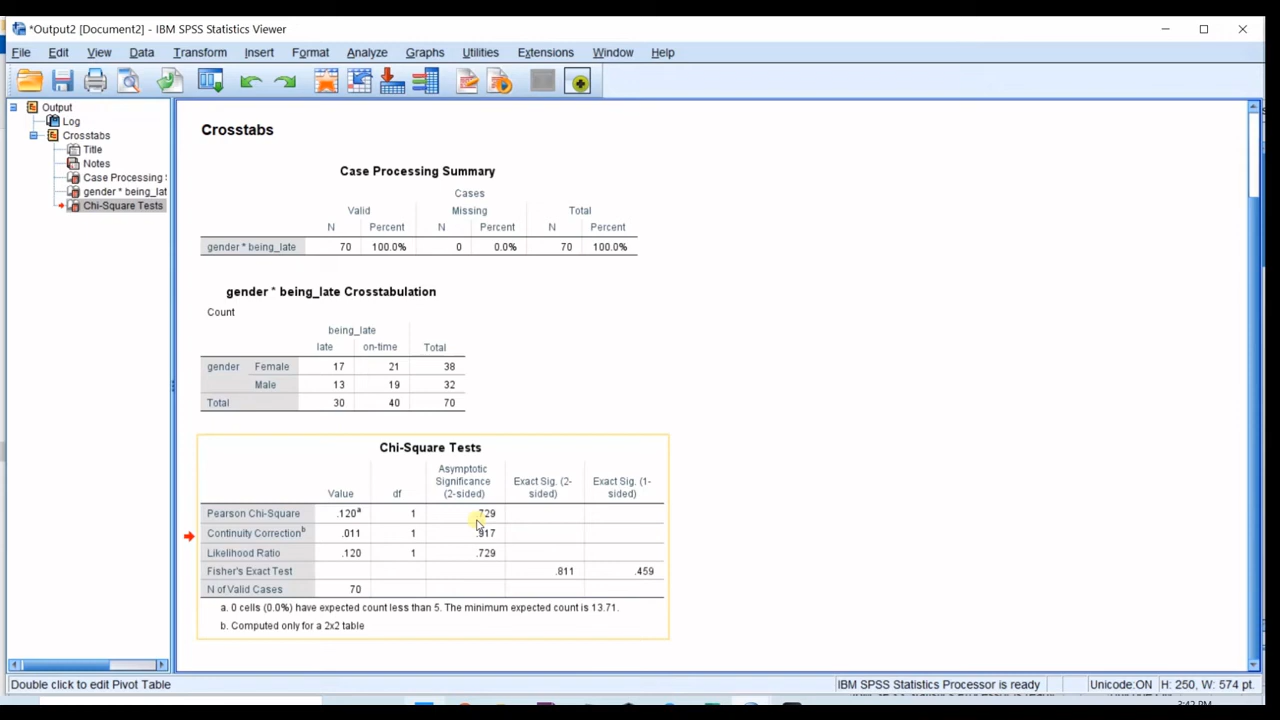 *Output2 [Document2] - IBM SPSS Statistics Viewer
File Edit View Data Transform Insert Format Analyze Graphs Utilities Extensions Window Help
Output
Log
Crosstabs
Title
Notes
Case Processing
gender * being_lat
Chi-Square Tests
Crosstabs
Case Processing Summary
Cases
Valid Missing Total
N Percent N Percent N Percent
gender * being_late 70 100.0% 0 0.0% 70 100.0%
gender * being_late Crosstabulation
Count
being_late
late on-time Total
gender Female 17 21 38
Male 13 19 32
Total 30 40 70
Chi-Square Tests
Asymptotic
Significance
(2-sided)
Value df Exact Sig. (2-
sided) Exact Sig. (1-
sided)
Pearson Chi-Square .120a 1 .729
Continuity Correctionb .011 1 .917
Likelihood Ratio .120 1 .729
Fisher's Exact Test .811 .459
N of Valid Cases 70
a. 0 cells (0.0%) have expected count less than 5. The minimum expected count is 13.71.
b. Computed only for a 2x2 table
Double click to edit Pivot Table IBM SPSS Statistics Processor is ready Unicode:ON H: 250, W: 574 pt.